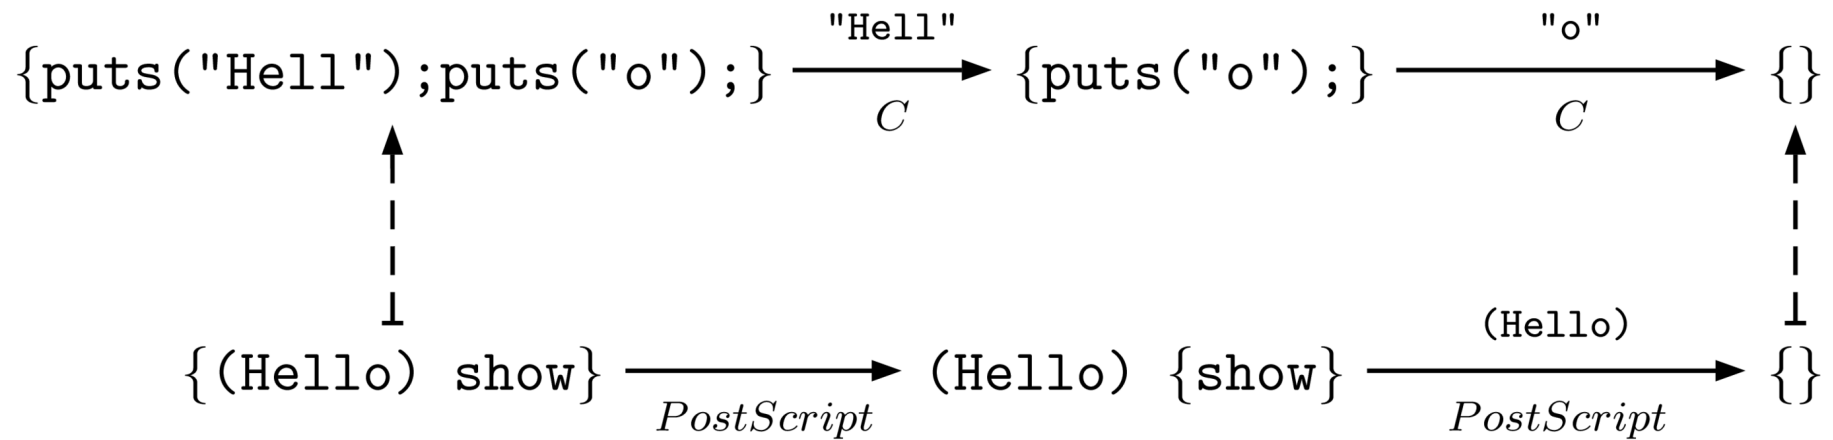 "Hell" "o"
{puts("Hell");puts("o");} {puts("o");} {}
C C
(Hello)
{(Hello) show} (Hello) {show} {}
PostScript PostScript